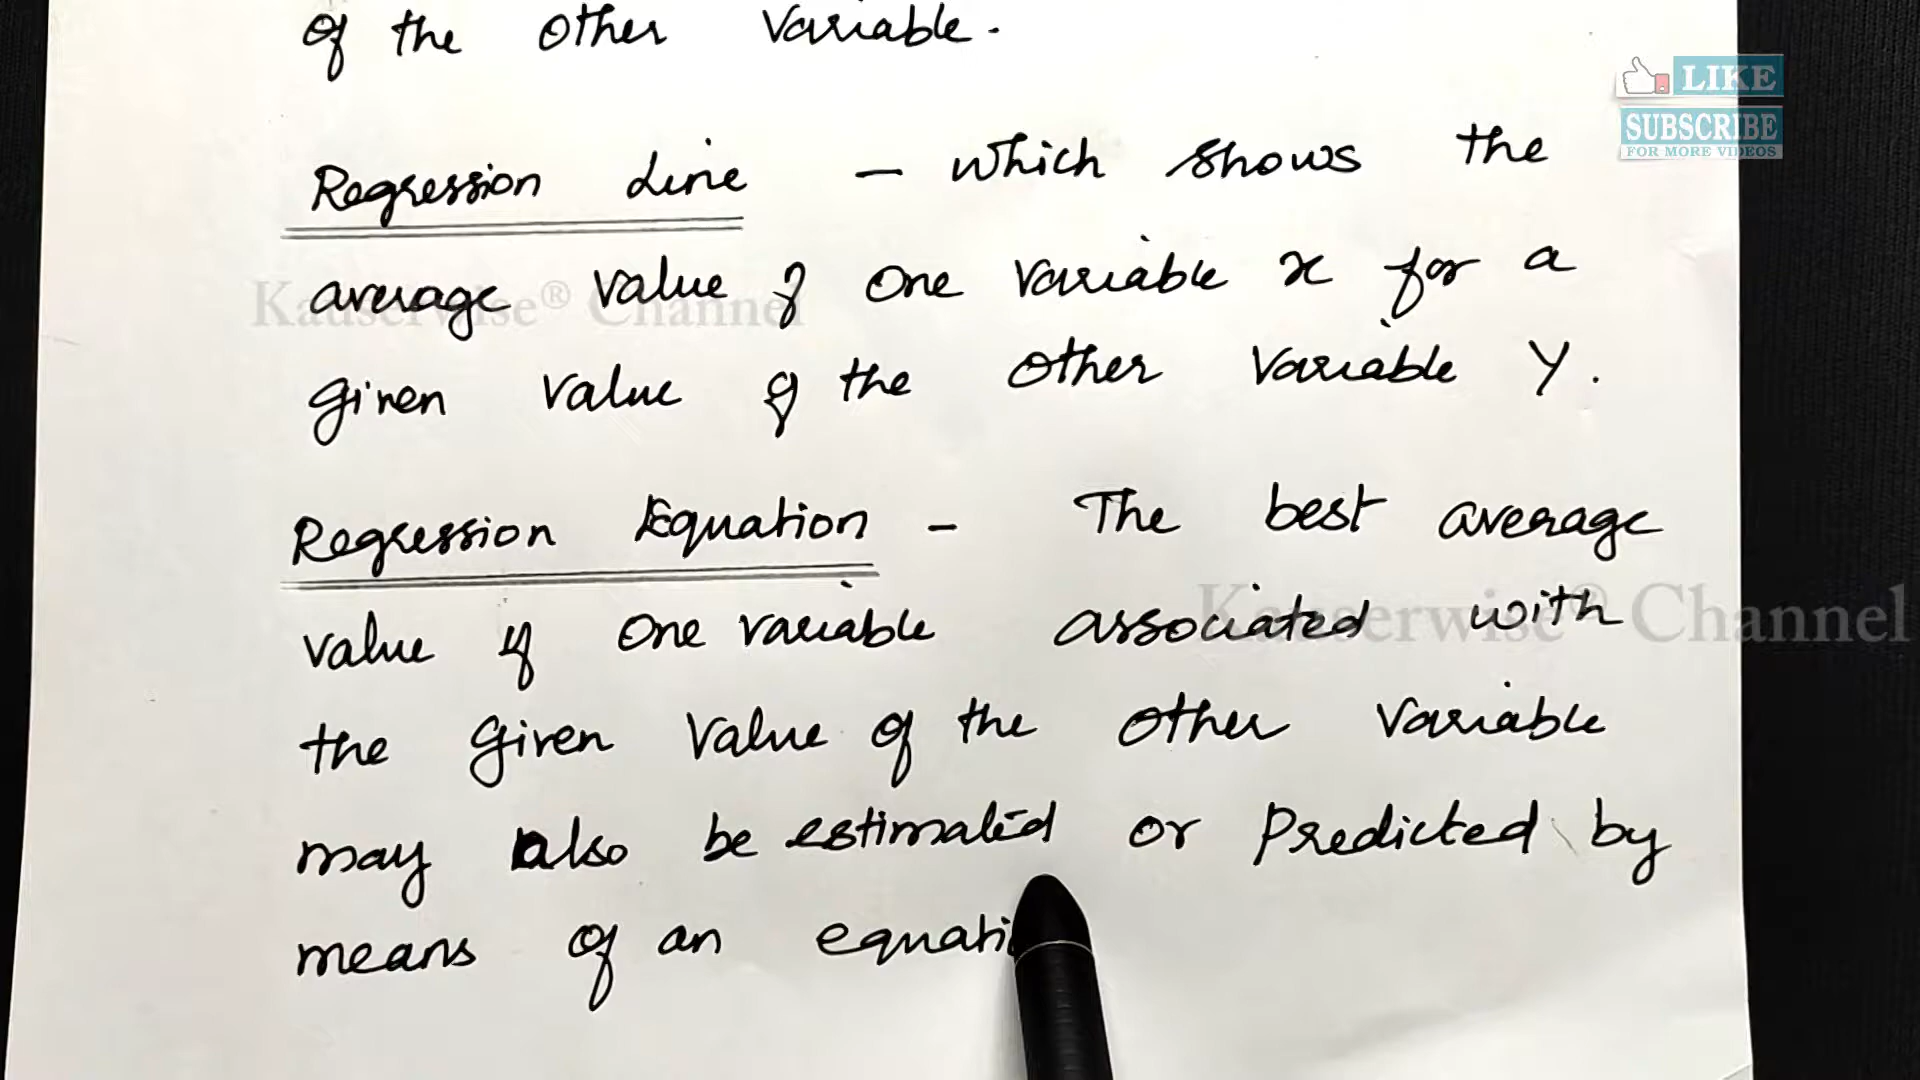 of the other variable.
LIKE
SUBSCRIBE
FOR MORE VIDEOS
Regression Line — which shows the
average value of one variable x for a
Kauserwise® Channel
given value of the other variable Y.
Regression Equation - The best average
Kauserwise® Channel
value of one variable associated with
the given value of the other variable
may also be estimated or predicted by
means of an equati